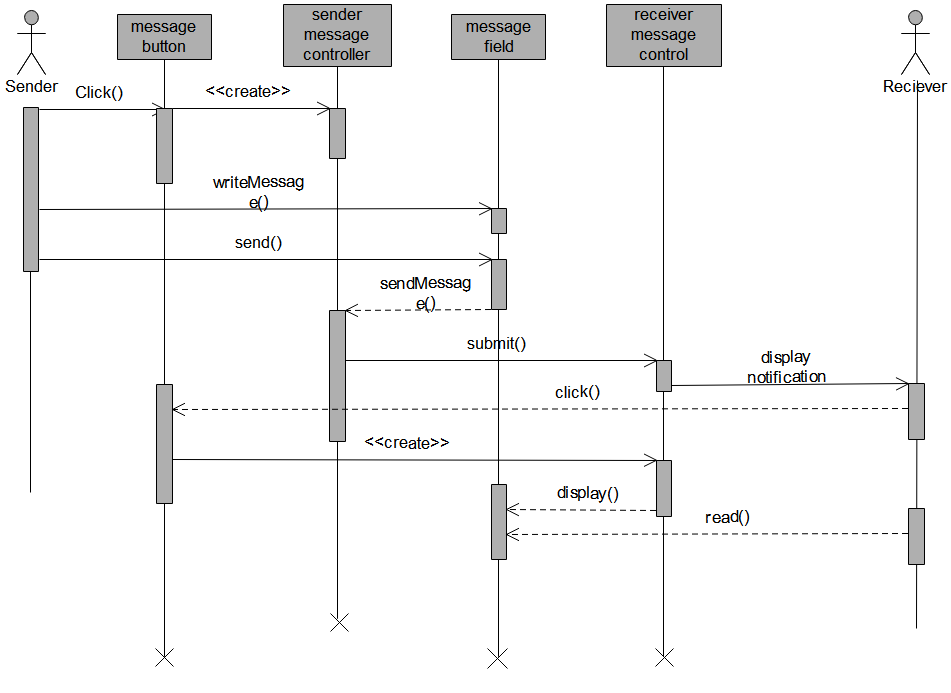 sender
message
controller
receiver
message
control
message
button
message
field
Sender
Reciever
Click()
<<create>>
writeMessag
e()
send()
sendMessag
e()
submit()
display
notification
click()
<<create>>
display()
read()